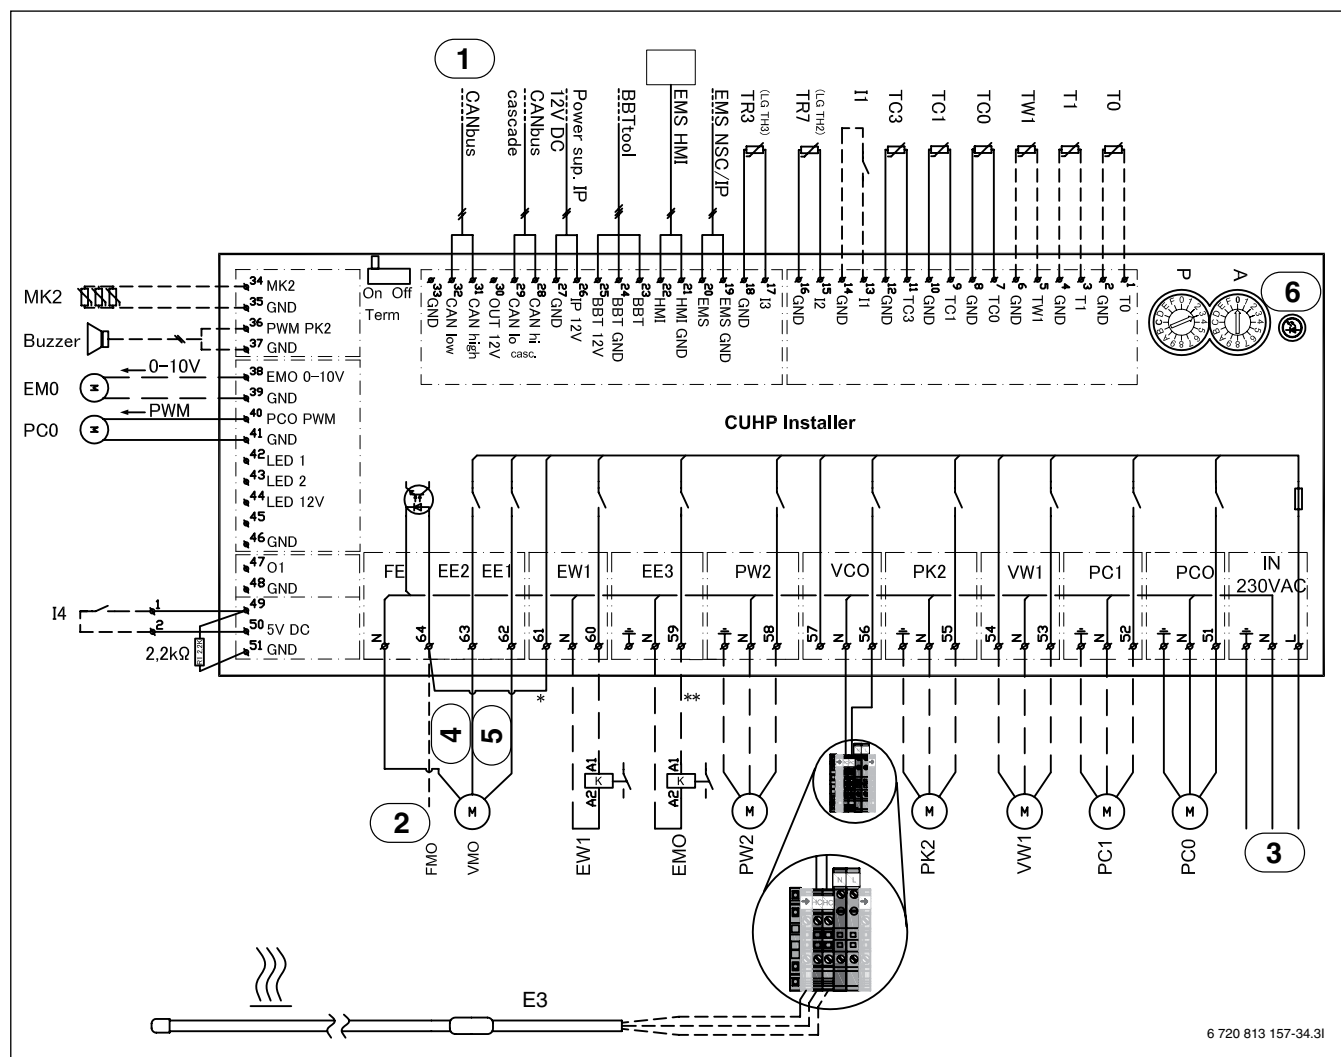 1
CANbus
CANbus
cascade
Power sup. IP
12V DC
BBTtool
EMS HMI
EMS NSC/IP
TR3
(LG TH3)
TR7
(LG TH2)
I1
TC3
TC1
TC0
TW1
T1
T0
On Off
Term
33 GND
32 CAN low
31 CAN high
30 OUT 12V
29 CAN lo
28 CAN hi
casc.
27 GND
26 IP 12V
25 BBT 12V
24 BBT GND
23 BBT
22 HMI
21 HMI GND
20 EMS
19 EMS GND
18 GND
17 I3
16 GND
15 I2
14 GND
13 I1
12 GND
11 TC3
10 GND
9 TC1
8 GND
7 TC0
6 GND
5 TW1
4 GND
3 T1
2 GND
1 T0
P
A
6
MK2
34 MK2
35 GND
Buzzer
36 PWM PK2
37 GND
EM0
0-10V
38 EMO 0-10V
39 GND
PC0
PWM
40 PCO PWM
41 GND
42 LED 1
43 LED 2
44 LED 12V
45
46 GND
47 O1
48 GND
I4
1
2
49
50 5V DC
51 GND
2,2kΩ
CUHP Installer
FE
EE2
EE1
EW1
EE3
PW2
VCO
PK2
VW1
PC1
PCO
IN
230VAC
N
64
63
62
61
N
60
N
59
N
58
57
N
56
N
55
54
N
53
N
52
N
51
N
L
*
**
4
5
2
FMO
VMO
M
A1
K
A2
EW1
A1
K
A2
EMO
M
PW2
M
PK2
M
VW1
M
PC1
M
PC0
3
N L
E3
6 720 813 157-34.3I